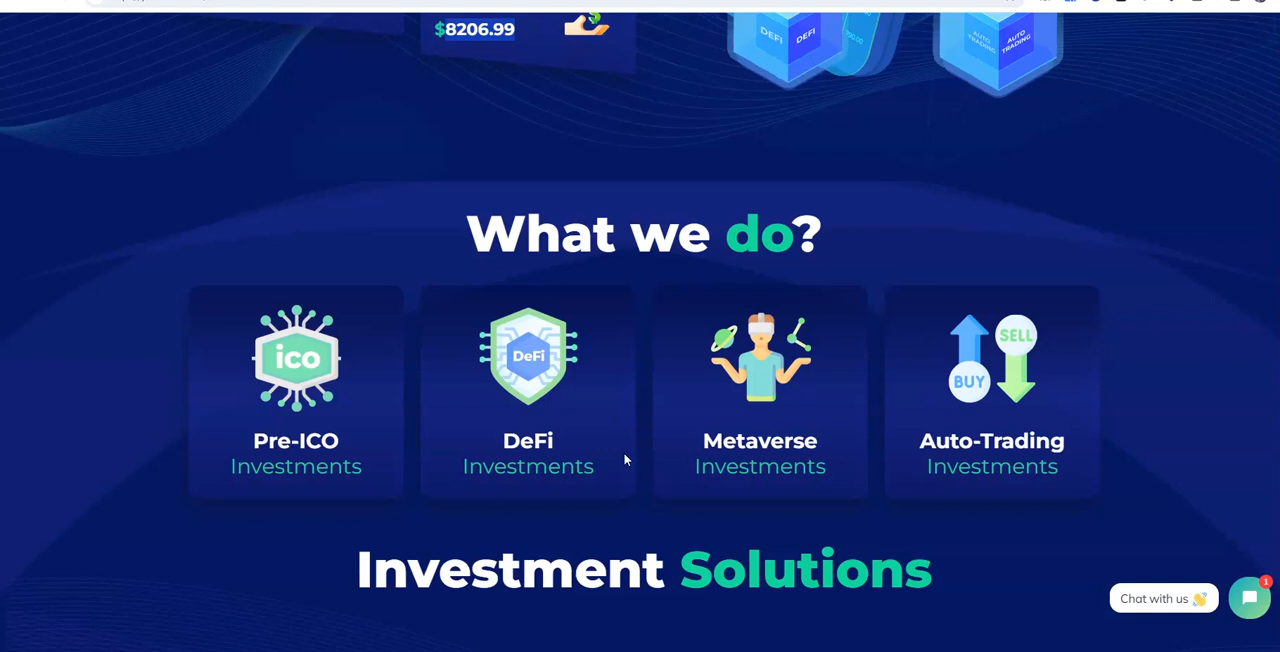 $8206.99
DEFI DEFI
AUTO TRADING AUTO TRADING
What we do?
ico
DeFi
SELL
BUY
Pre-ICO
Investments
DeFi
Investments
Metaverse
Investments
Auto-Trading
Investments
Investment Solutions
Chat with us 👋
1